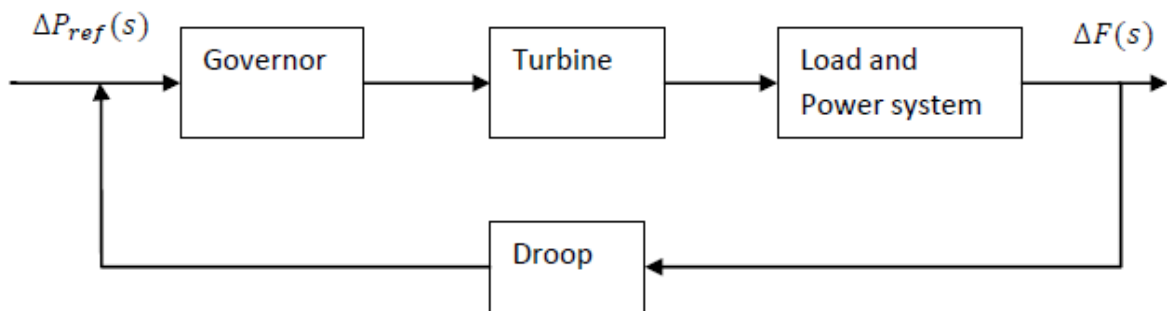 ΔP_ref(s)
ΔF(s)
Governor
Turbine
Load and
Power system
Droop